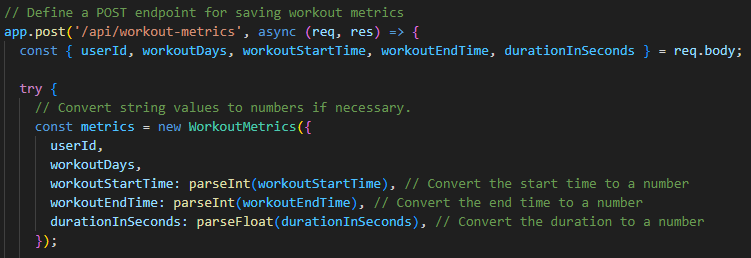 // Define a POST endpoint for saving workout metrics
app.post('/api/workout-metrics', async (req, res) => {
  const { userId, workoutDays, workoutStartTime, workoutEndTime, durationInSeconds } = req.body;

  try {
    // Convert string values to numbers if necessary.
    const metrics = new WorkoutMetrics({
      userId,
      workoutDays,
      workoutStartTime: parseInt(workoutStartTime), // Convert the start time to a number
      workoutEndTime: parseInt(workoutEndTime), // Convert the end time to a number
      durationInSeconds: parseFloat(durationInSeconds), // Convert the duration to a number
    });